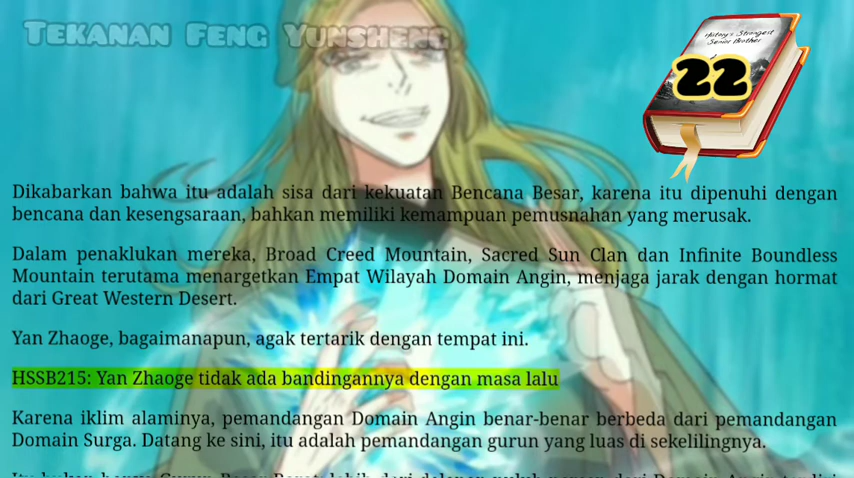 Tekanan Feng Yunsheng
History's Strongest
Senior Brother
22
Dikabarkan bahwa itu adalah sisa dari kekuatan Bencana Besar, karena itu dipenuhi dengan
bencana dan kesengsaraan, bahkan memiliki kemampuan pemusnahan yang merusak.
Dalam penaklukan mereka, Broad Creed Mountain, Sacred Sun Clan dan Infinite Boundless
Mountain terutama menargetkan Empat Wilayah Domain Angin, menjaga jarak dengan hormat
dari Great Western Desert.
Yan Zhaoge, bagaimanapun, agak tertarik dengan tempat ini.
HSSB215: Yan Zhaoge tidak ada bandingannya dengan masa lalu
Karena iklim alaminya, pemandangan Domain Angin benar-benar berbeda dari pemandangan
Domain Surga. Datang ke sini, itu adalah pemandangan gurun yang luas di sekelilingnya.